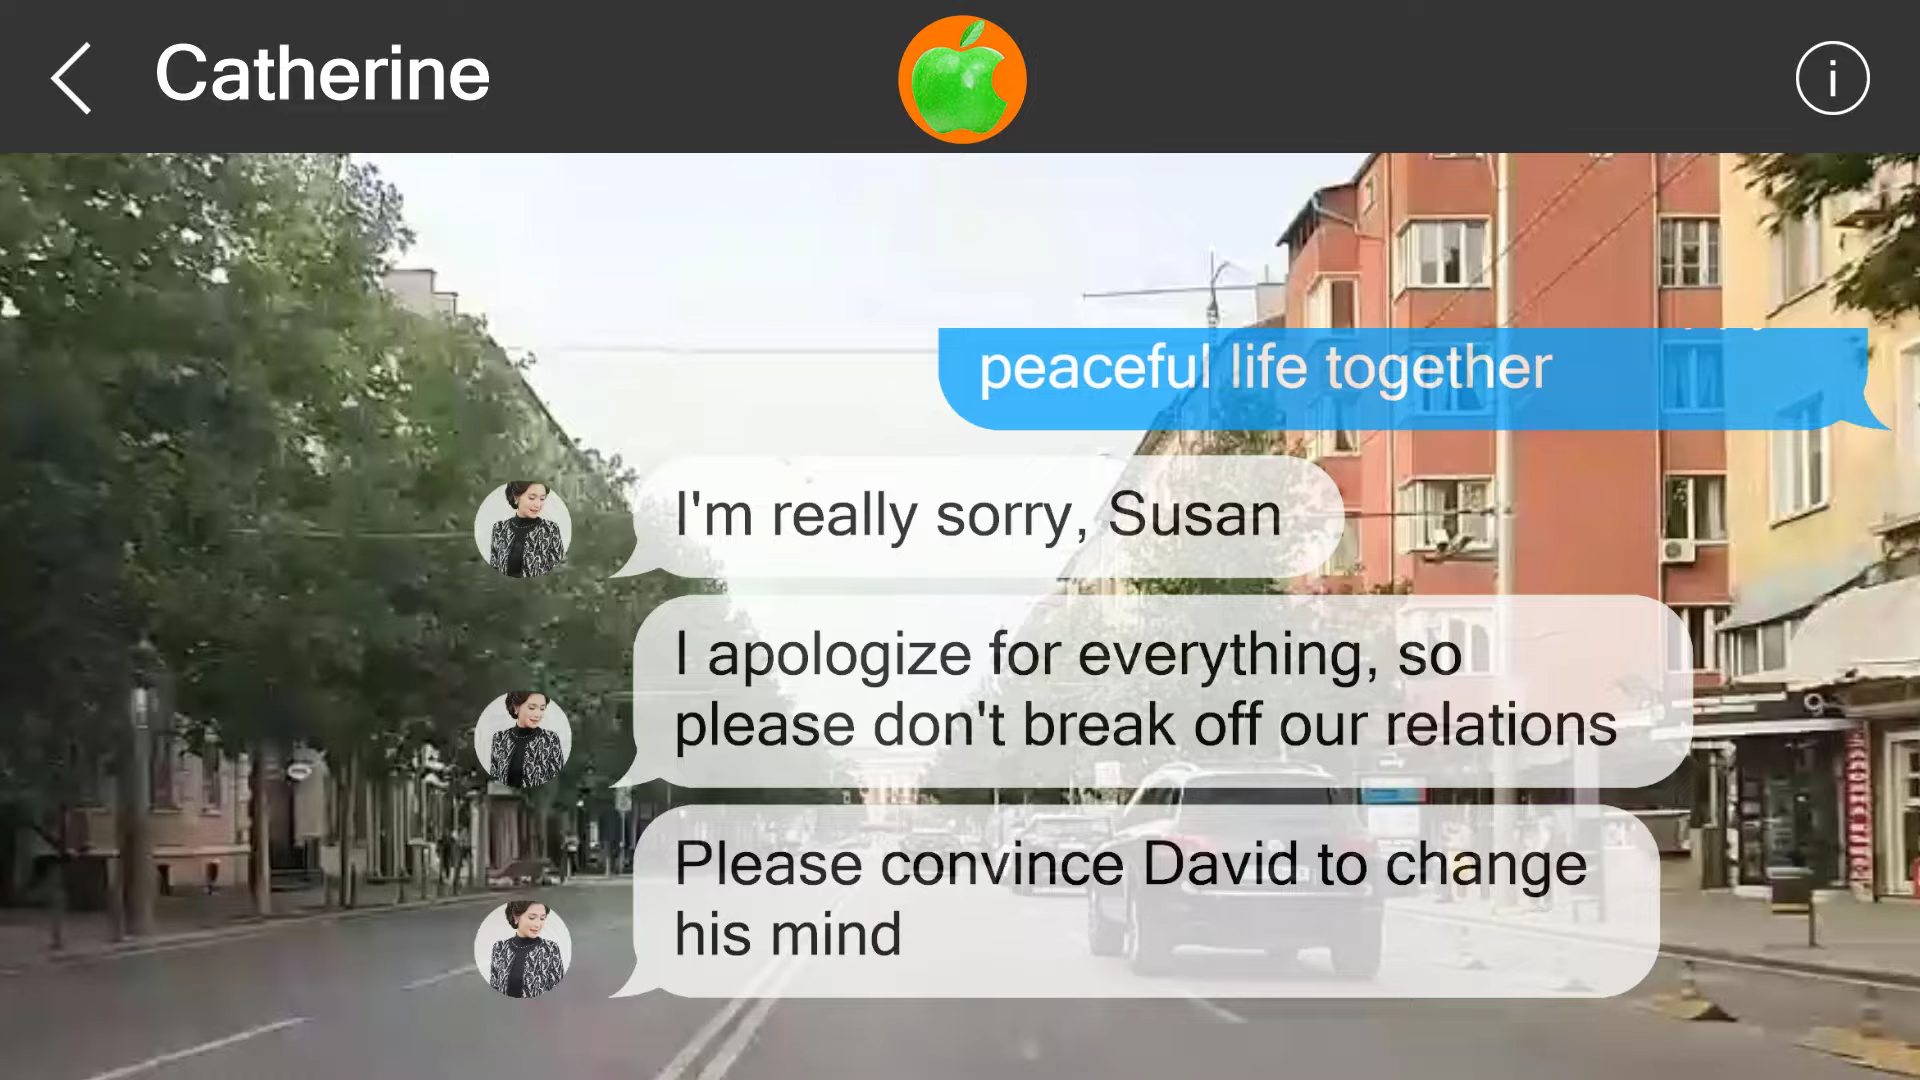 Catherine
peaceful life together
I'm really sorry, Susan
I apologize for everything, so
please don't break off our relations
Please convince David to change
his mind